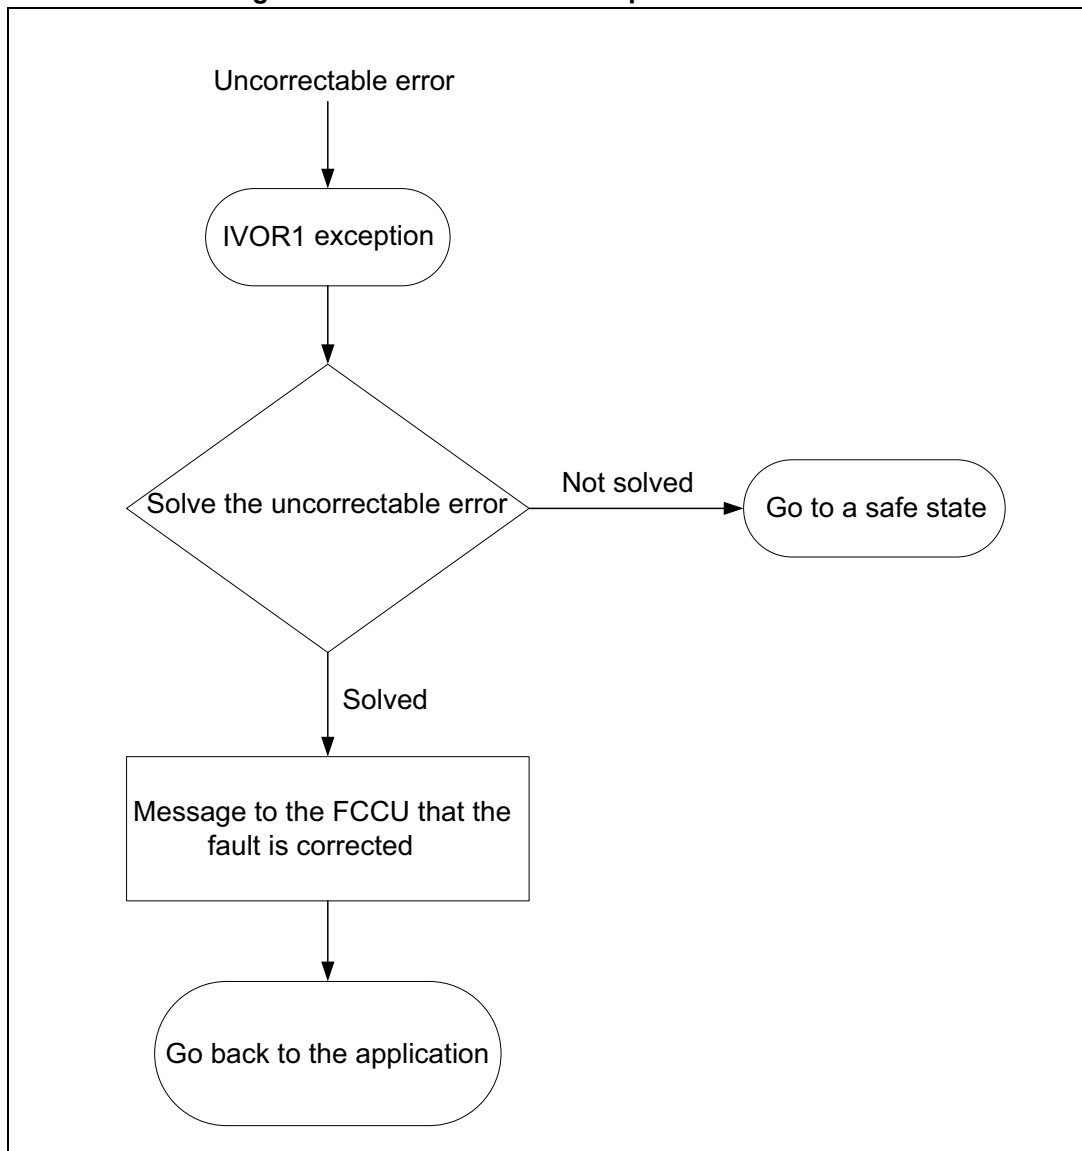 Uncorrectable error
IVOR1 exception
Solve the uncorrectable error
Not solved
Go to a safe state
Solved
Message to the FCCU that the
fault is corrected
Go back to the application